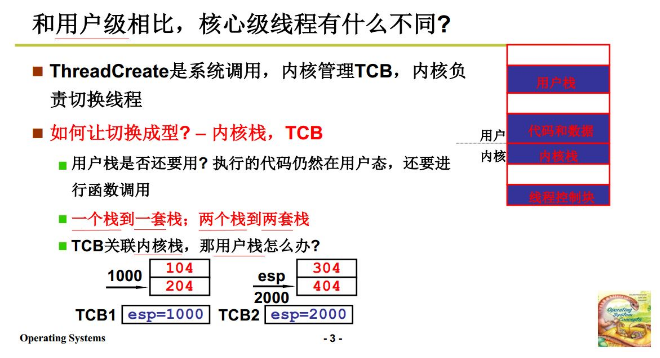 和用户级相比，核心级线程有什么不同?
ThreadCreate是系统调用，内核管理TCB，内核负
责切换线程
如何让切换成型? – 内核栈，TCB
用户栈是否还要用? 执行的代码仍然在用户态，还要进
行函数调用
一个栈到一套栈；两个栈到两套栈
TCB关联内核栈，那用户栈怎么办?
用户栈
用户
代码和数据
内核
内核栈
线程控制块
1000
104
204
esp
2000
304
404
TCB1
esp=1000
TCB2
esp=2000
Operating Systems
- 3 -
Operating
System
Concepts